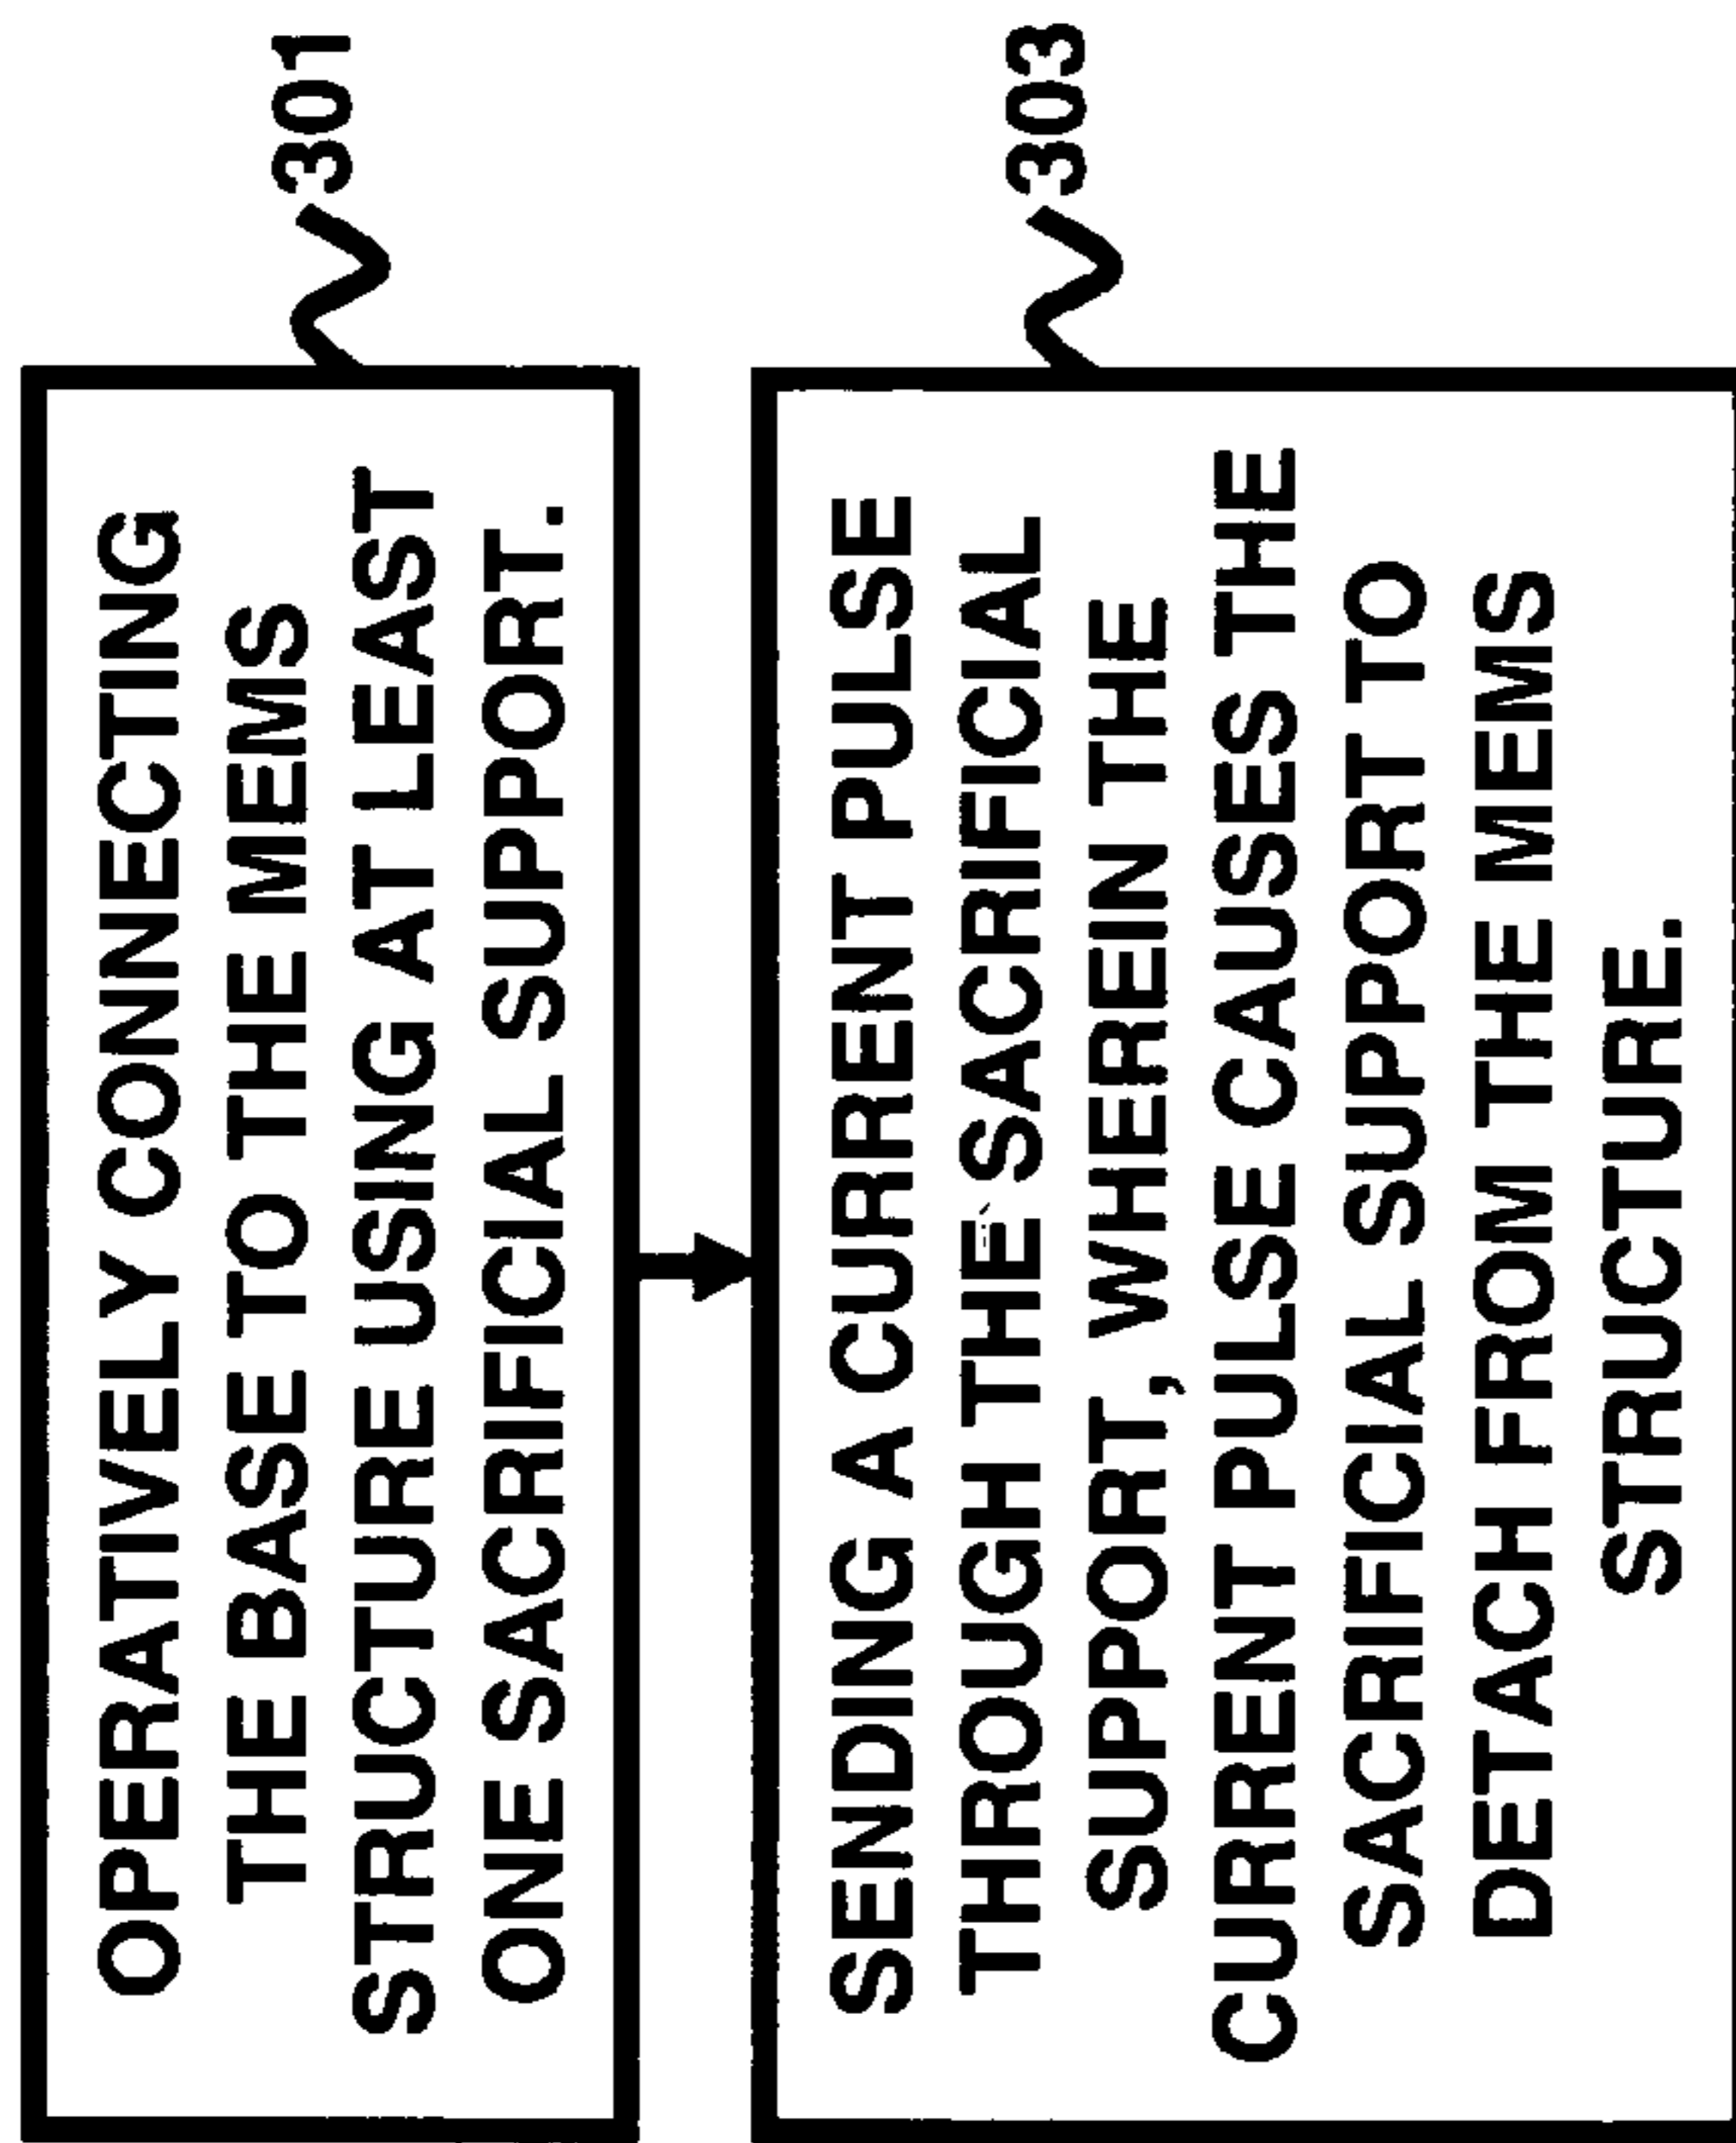 OPERATIVELY CONNECTING
THE BASE TO THE MEMS
STRUCTURE USING AT LEAST
ONE SACRIFICIAL SUPPORT.
301
SENDING A CURRENT PULSE
THROUGH THE SACRIFICIAL
SUPPORT, WHEREIN THE
CURRENT PULSE CAUSES THE
SACRIFICIAL SUPPORT TO
DETACH FROM THE MEMS
STRUCTURE.
303